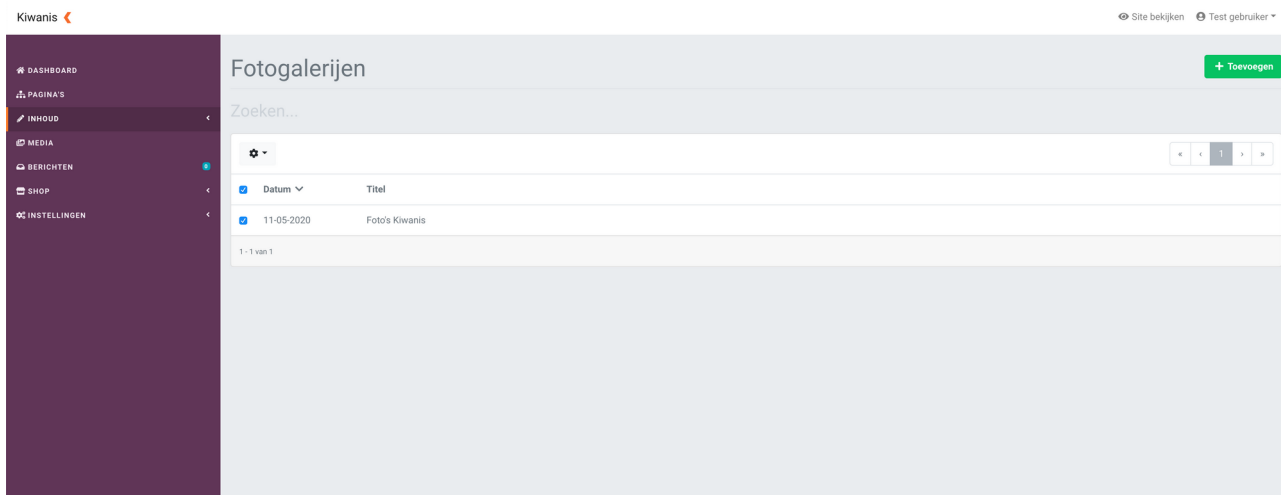 Kiwanis
Site bekijken Test gebruiker
DASHBOARD
PAGINA'S
INHOUD
MEDIA
BERICHTEN 0
SHOP
INSTELLINGEN
Fotogalerijen
+ Toevoegen
Zoeken...
« ‹ 1 › »
Datum Titel
11-05-2020 Foto's Kiwanis
1 - 1 van 1